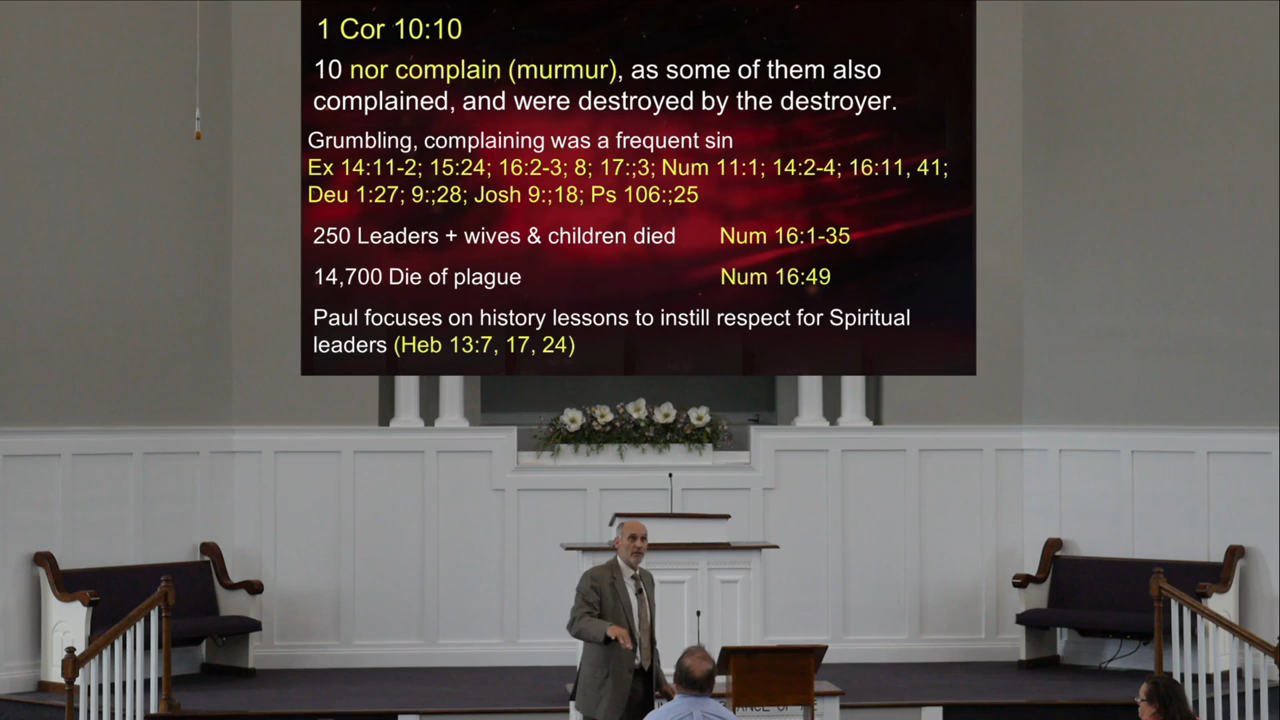 1 Cor 10:10
10 nor complain (murmur), as some of them also
complained, and were destroyed by the destroyer.
Grumbling, complaining was a frequent sin
Ex 14:11-2; 15:24; 16:2-3; 8; 17:;3; Num 11:1; 14:2-4; 16:11, 41;
Deu 1:27; 9:;28; Josh 9:;18; Ps 106:;25
250 Leaders + wives & children died Num 16:1-35
14,700 Die of plague Num 16:49
Paul focuses on history lessons to instill respect for Spiritual
leaders (Heb 13:7, 17, 24)